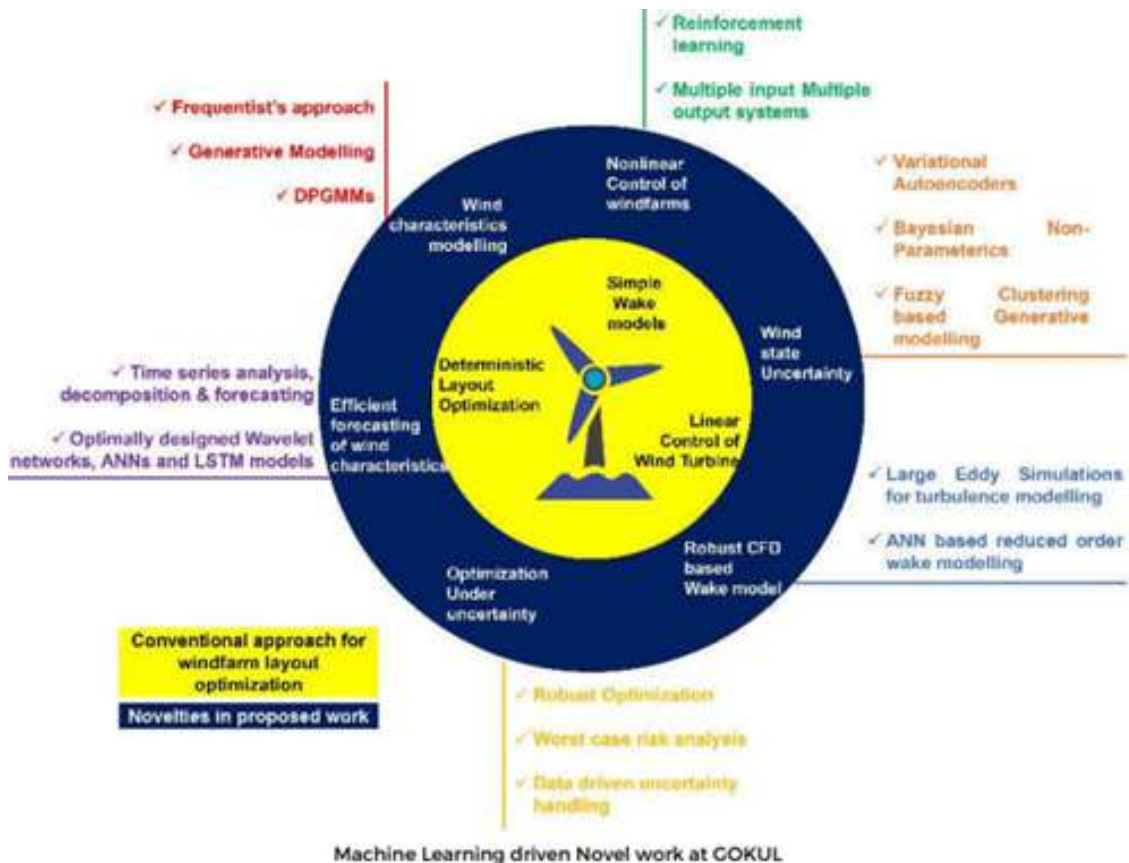 ✓ Reinforcement
learning
✓ Multiple input Multiple
output systems
✓ Frequentist's approach
✓ Generative Modelling
✓ DPGMMs
✓ Variational
Autoencoders
✓ Bayesian Non-
Parameterics
✓ Fuzzy Clustering
based Generative
modelling
Nonlinear
Control of
windfarms
Wind
characteristics
modelling
Simple
Wake
models
Wind
state
Uncertainty
Deterministic
Layout
Optimization
Linear
Control of
Wind Turbine
✓ Time series analysis,
decomposition & forecasting
✓ Optimally designed Wavelet
networks, ANNs and LSTM models
Efficient
forecasting
of wind
characteristics
✓ Large Eddy Simulations
for turbulence modelling
✓ ANN based reduced order
wake modelling
Robust CFD
based
Wake model
Optimization
Under
uncertainty
Conventional approach for
windfarm layout
optimization
Novelties in proposed work
✓ Robust Optimization
✓ Worst case risk analysis
✓ Data driven uncertainty
handling
Machine Learning driven Novel work at GOKUL